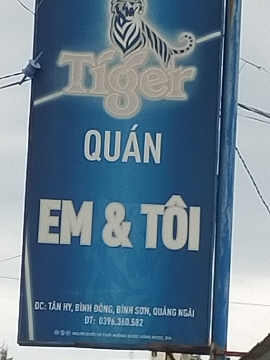 Tiger
QUÁN
EM & TÔI
ĐC: TÂN HY, BÌNH ĐÔNG, BÌNH SƠN, QUẢNG NGÃI
ĐT: 0396.360.582